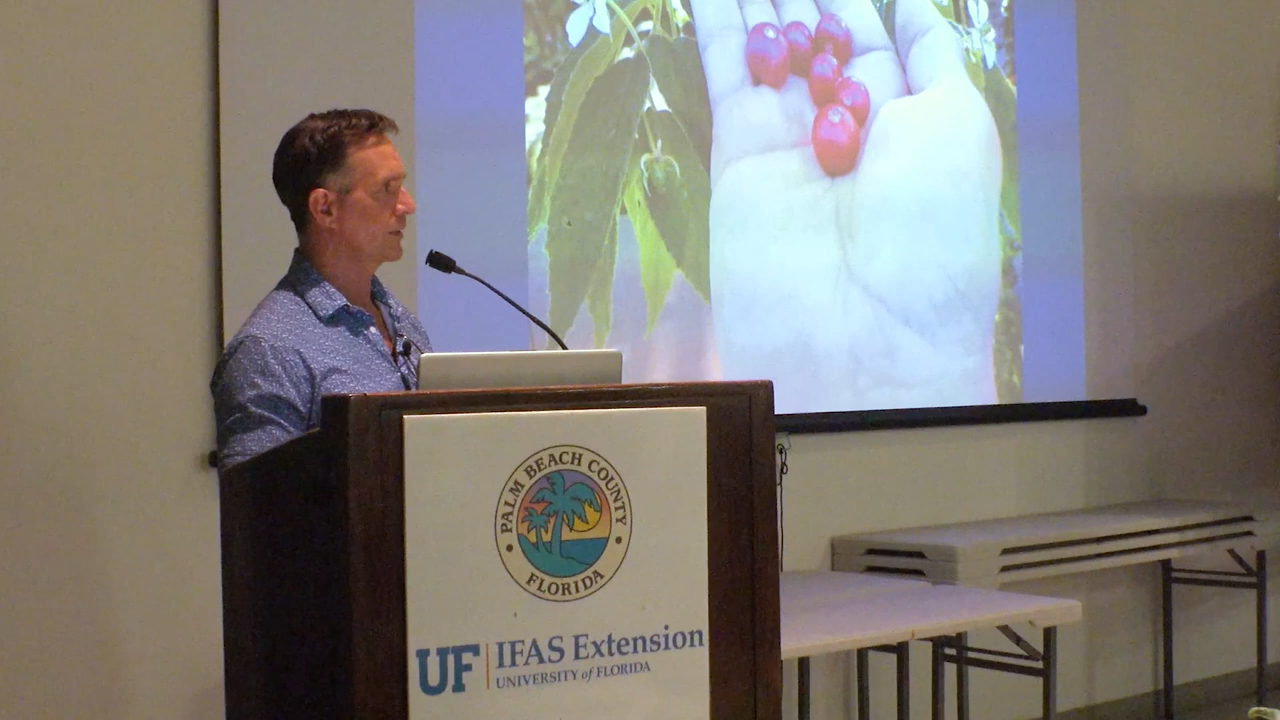 PALM BEACH COUNTY
FLORIDA
UF IFAS Extension
UNIVERSITY of FLORIDA